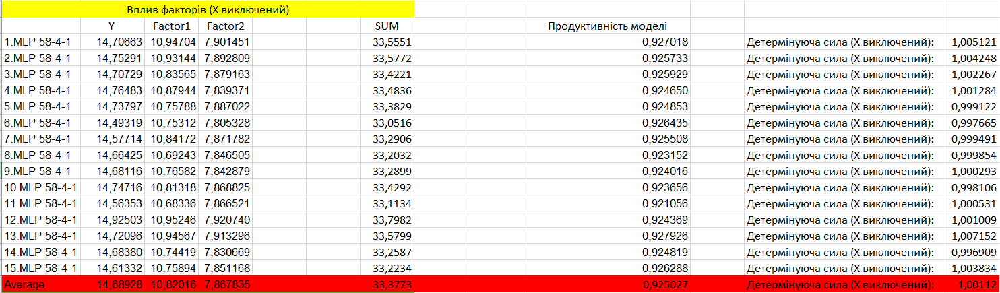 Вплив факторів (X виключений)
Y Factor1 Factor2 SUM Продуктивність моделі
1.MLP 58-4-1 14,70663 10,94704 7,901451 33,5551 0,927018 Детермінуюча сила (X виключений): 1,005121
2.MLP 58-4-1 14,75291 10,93144 7,892809 33,5772 0,925733 Детермінуюча сила (X виключений): 1,004248
3.MLP 58-4-1 14,70729 10,83565 7,879163 33,4221 0,925929 Детермінуюча сила (X виключений): 1,002267
4.MLP 58-4-1 14,76483 10,87944 7,839371 33,4836 0,924650 Детермінуюча сила (X виключений): 1,001284
5.MLP 58-4-1 14,73797 10,75788 7,887022 33,3829 0,924853 Детермінуюча сила (X виключений): 0,999122
6.MLP 58-4-1 14,49319 10,75312 7,805328 33,0516 0,926435 Детермінуюча сила (X виключений): 0,997665
7.MLP 58-4-1 14,57714 10,84172 7,871782 33,2906 0,925508 Детермінуюча сила (X виключений): 0,999491
8.MLP 58-4-1 14,66425 10,69243 7,846505 33,2032 0,923152 Детермінуюча сила (X виключений): 0,999854
9.MLP 58-4-1 14,68116 10,76582 7,842879 33,2899 0,924016 Детермінуюча сила (X виключений): 1,000293
10.MLP 58-4-1 14,74716 10,81318 7,868825 33,4292 0,923656 Детермінуюча сила (X виключений): 0,998106
11.MLP 58-4-1 14,56353 10,68336 7,866521 33,1134 0,921056 Детермінуюча сила (X виключений): 1,000531
12.MLP 58-4-1 14,92503 10,95246 7,920740 33,7982 0,924369 Детермінуюча сила (X виключений): 1,001009
13.MLP 58-4-1 14,72096 10,94567 7,913296 33,5799 0,927926 Детермінуюча сила (X виключений): 1,007152
14.MLP 58-4-1 14,68380 10,74419 7,830669 33,2587 0,924819 Детермінуюча сила (X виключений): 0,996909
15.MLP 58-4-1 14,61332 10,75894 7,851168 33,2234 0,926288 Детермінуюча сила (X виключений): 1,003834
Average 14,68928 10,82016 7,867835 33,3773 0,925027 Детермінуюча сила (X виключений): 1,00112